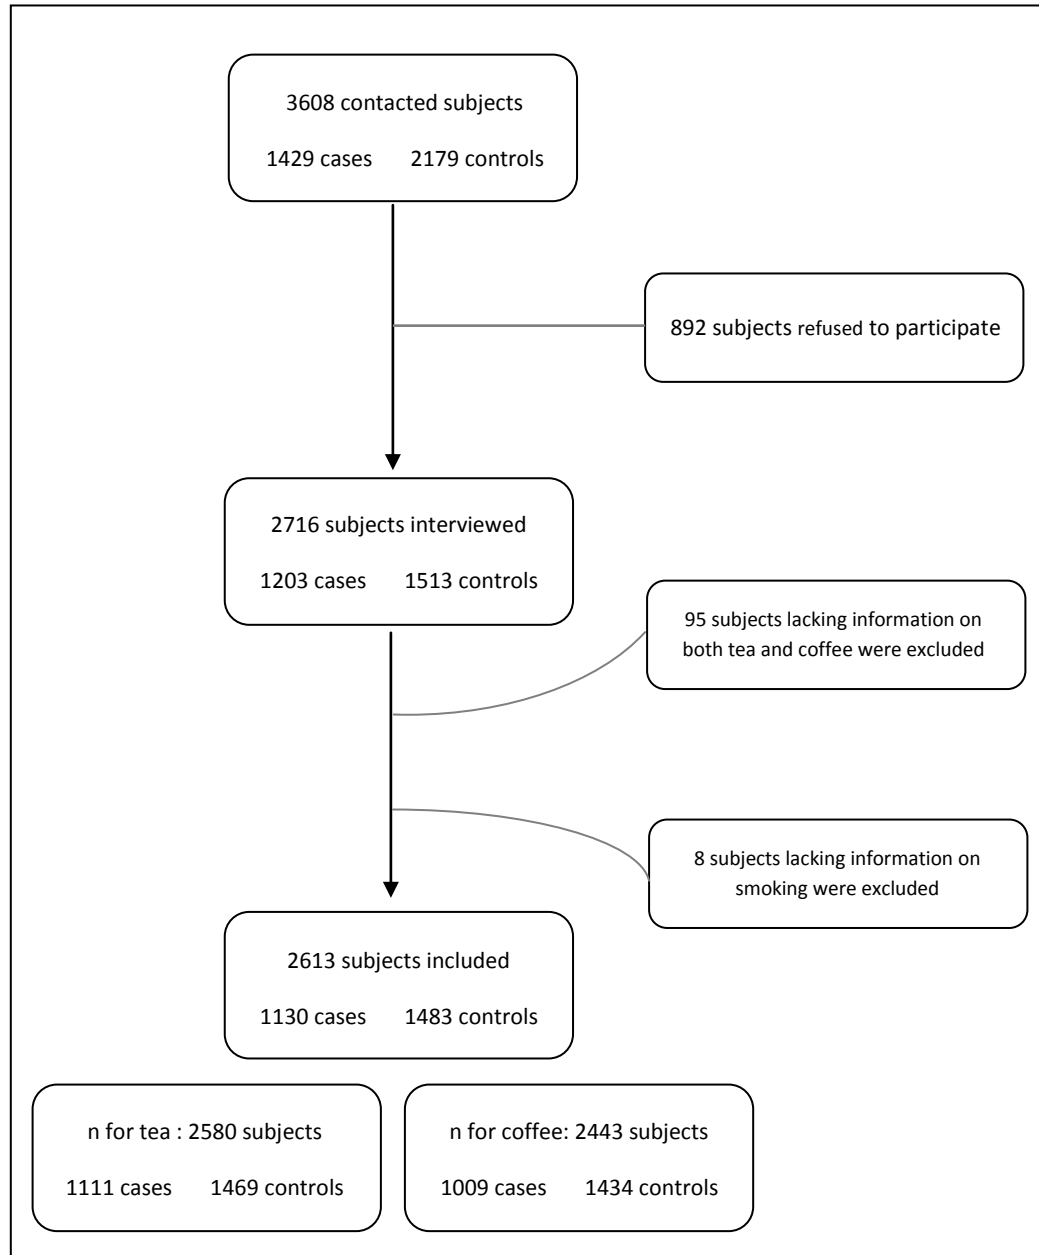 3608 contacted subjects
1429 cases 2179 controls
892 subjects refused to participate
2716 subjects interviewed
1203 cases 1513 controls
95 subjects lacking information on
both tea and coffee were excluded
8 subjects lacking information on
smoking were excluded
2613 subjects included
1130 cases 1483 controls
n for tea : 2580 subjects
1111 cases 1469 controls
n for coffee: 2443 subjects
1009 cases 1434 controls